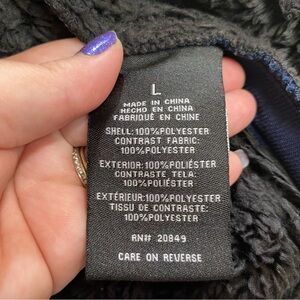 L
MADE IN CHINA
HECHO EN CHINA
FABRIQUÉ EN CHINE
SHELL:100%POLYESTER
CONTRAST FABRIC:
100%POLYESTER
EXTERIOR:100%POLIÉSTER
CONTRASTE TELA:
100%POLIÉSTER
EXTÉRIEUR:100%POLYESTER
TISSU DE CONTRASTE:
100%POLYESTER
RN# 20849
CARE ON REVERSE